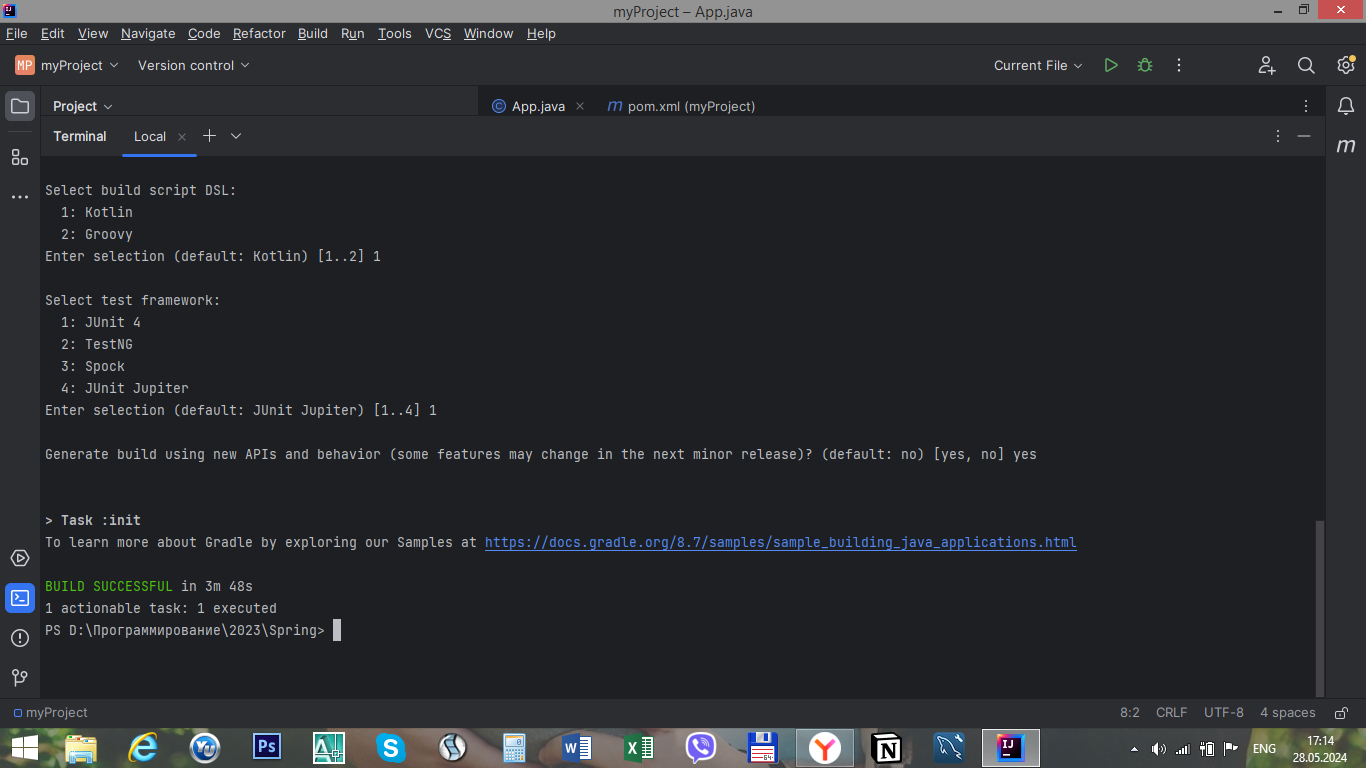 myProject – App.java
File Edit View Navigate Code Refactor Build Run Tools VCS Window Help
MP myProject Version control Current File
Project App.java pom.xml (myProject)
Terminal Local
Select build script DSL:
1: Kotlin
2: Groovy
Enter selection (default: Kotlin) [1..2] 1
Select test framework:
1: JUnit 4
2: TestNG
3: Spock
4: JUnit Jupiter
Enter selection (default: JUnit Jupiter) [1..4] 1
Generate build using new APIs and behavior (some features may change in the next minor release)? (default: no) [yes, no] yes
> Task :init
To learn more about Gradle by exploring our Samples at https://docs.gradle.org/8.7/samples/sample_building_java_applications.html
BUILD SUCCESSFUL in 3m 48s
1 actionable task: 1 executed
PS D:\Программирование\2023\Spring>
myProject 8:2 CRLF UTF-8 4 spaces
ENG 17:14
28.05.2024